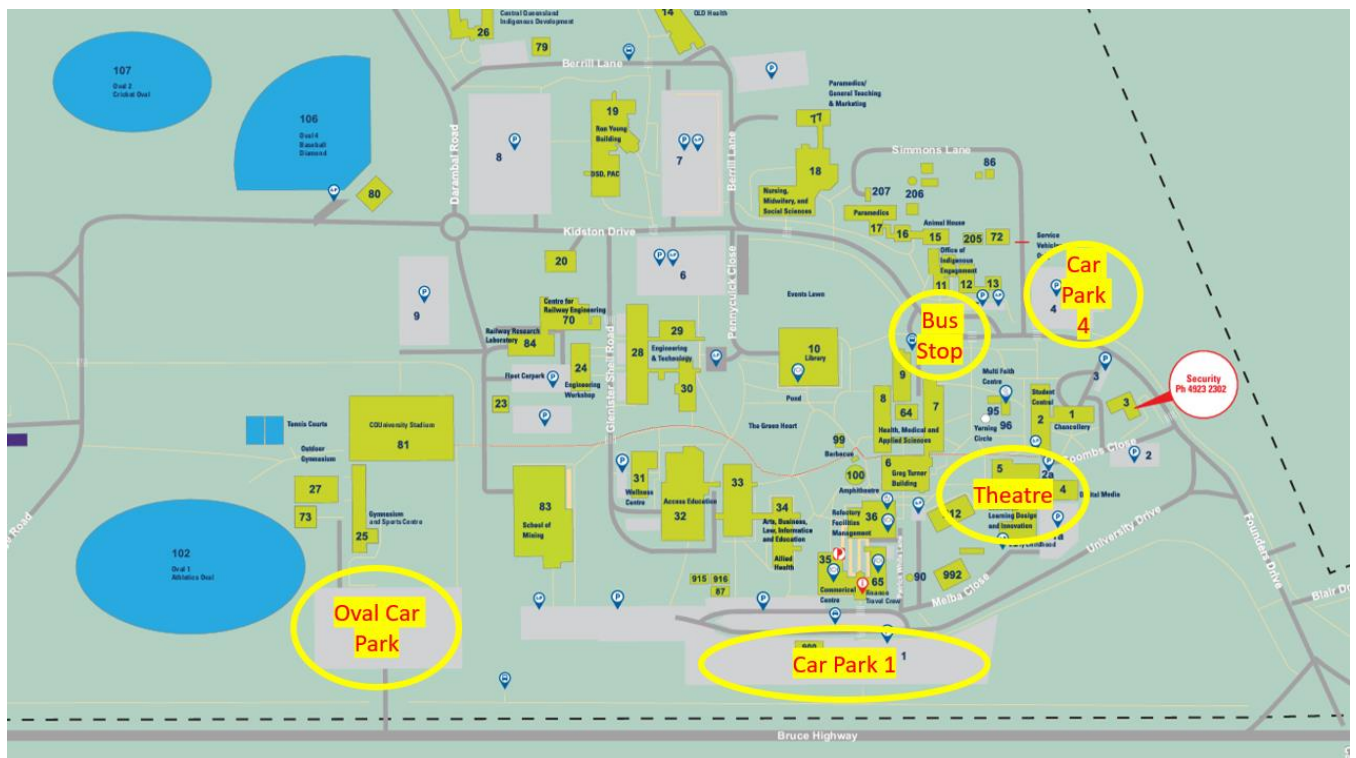 Central Queensland
Indigenous Development
26
79
14
QLD Health
Berrill Lane
107
Oval 2
Cricket Oval
106
Oval 4
Baseball
Diamond
80
Darambal Road
8
19
Roe Young
Building
DSD, PAC
7
Berrill Lane
Paramedics/
General Teaching
& Marketing
77
18
Nursing,
Midwifery, and
Social Sciences
Simmons Lane
86
207
206
Paramedics
17
16
Animal House
15
205
72
Office of
Indigenous
Engagement
11
12
13
Service
Car
Park
4
4
Kidston Drive
20
6
Pennycuick Close
Events Lawn
Bus
Stop
9
Centre for
Railway Engineering
70
Railway Research
Laboratory
84
24
Engineering
Workshop
Fleet Carpark
23
Glenister Sheil Road
28
29
Engineering
& Technology
30
10
Library
Pond
The Green Heart
9
8
64
7
Health, Medical and
Applied Sciences
Multi Faith
Centre
95
96
Yarning
Circle
Student
Central
2
1
Chancellery
3
3
Security
Ph 4923 2302
2
Coombs Close
2a
Tennis Courts
CQUniversity Stadium
81
Outdoor
Gymnasium
27
73
25
Gymnasium
and Sports Centre
83
School of
Mining
31
Wellness
Centre
Access Education
32
33
34
Arts, Business,
Law, Informatics
and Education
Allied
Health
99
Barbecue
100
Amphitheatre
6
Greg Turner
Building
36
Refectory
Facilities
Management
5
Theatre
4
Digital Media
Learning Design
and Innovation
University Drive
Founders Drive
Blair
102
Oval 1
Athletics Oval
Road
915
916
87
35
Commerical
Centre
65
Finance
Travel Crew
90
992
Melba Close
Oval Car
Park
Car Park 1
1
Bruce Highway